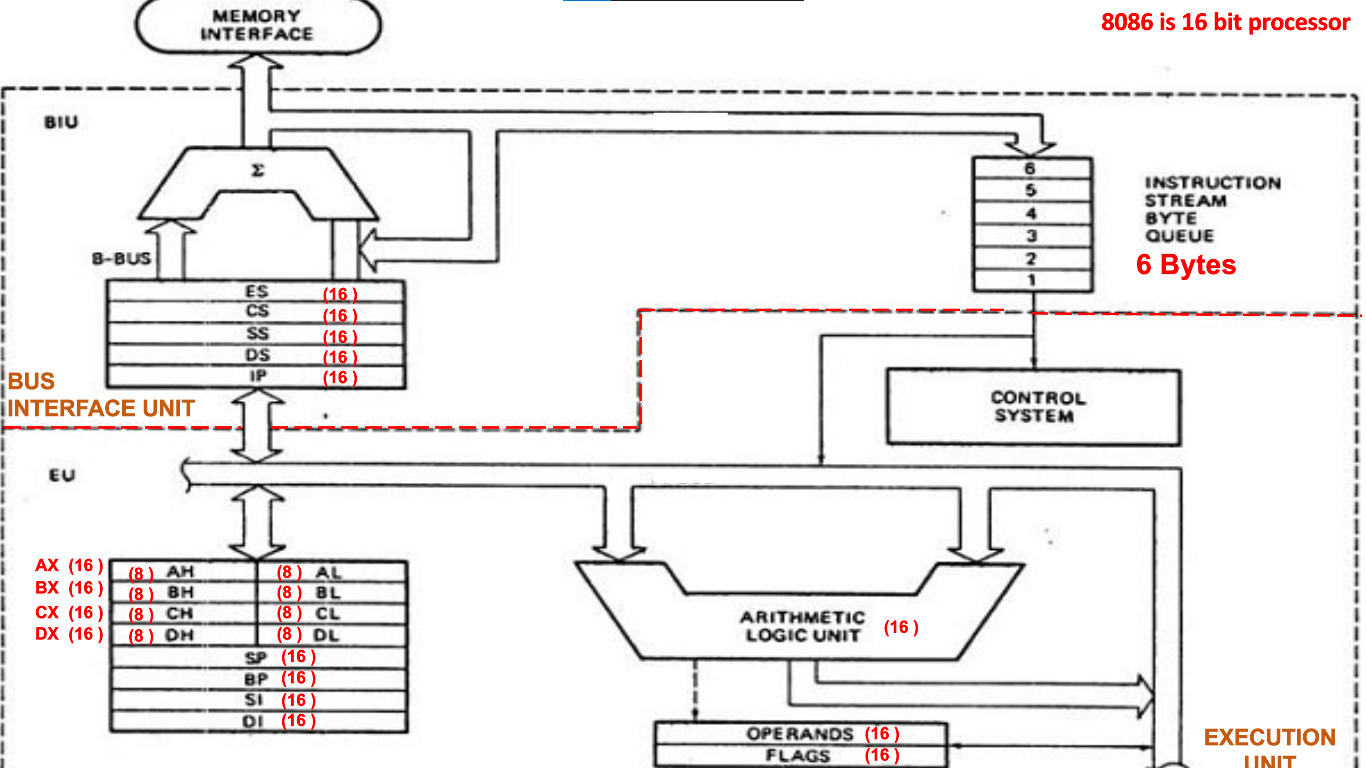 MEMORY
INTERFACE
8086 is 16 bit processor
BIU
Σ
6
5
4
3
2
1
INSTRUCTION
STREAM
BYTE
QUEUE
6 Bytes
B-BUS
ES (16 )
CS (16 )
SS (16 )
DS (16 )
IP (16 )
BUS
INTERFACE UNIT
CONTROL
SYSTEM
EU
AX (16 ) (8 ) AH (8 ) AL
BX (16 ) (8 ) BH (8 ) BL
CX (16 ) (8 ) CH (8 ) CL
DX (16 ) (8 ) DH (8 ) DL
SP (16 )
BP (16 )
SI (16 )
DI (16 )
ARITHMETIC
LOGIC UNIT (16 )
OPERANDS (16 )
FLAGS (16 )
EXECUTION
UNIT